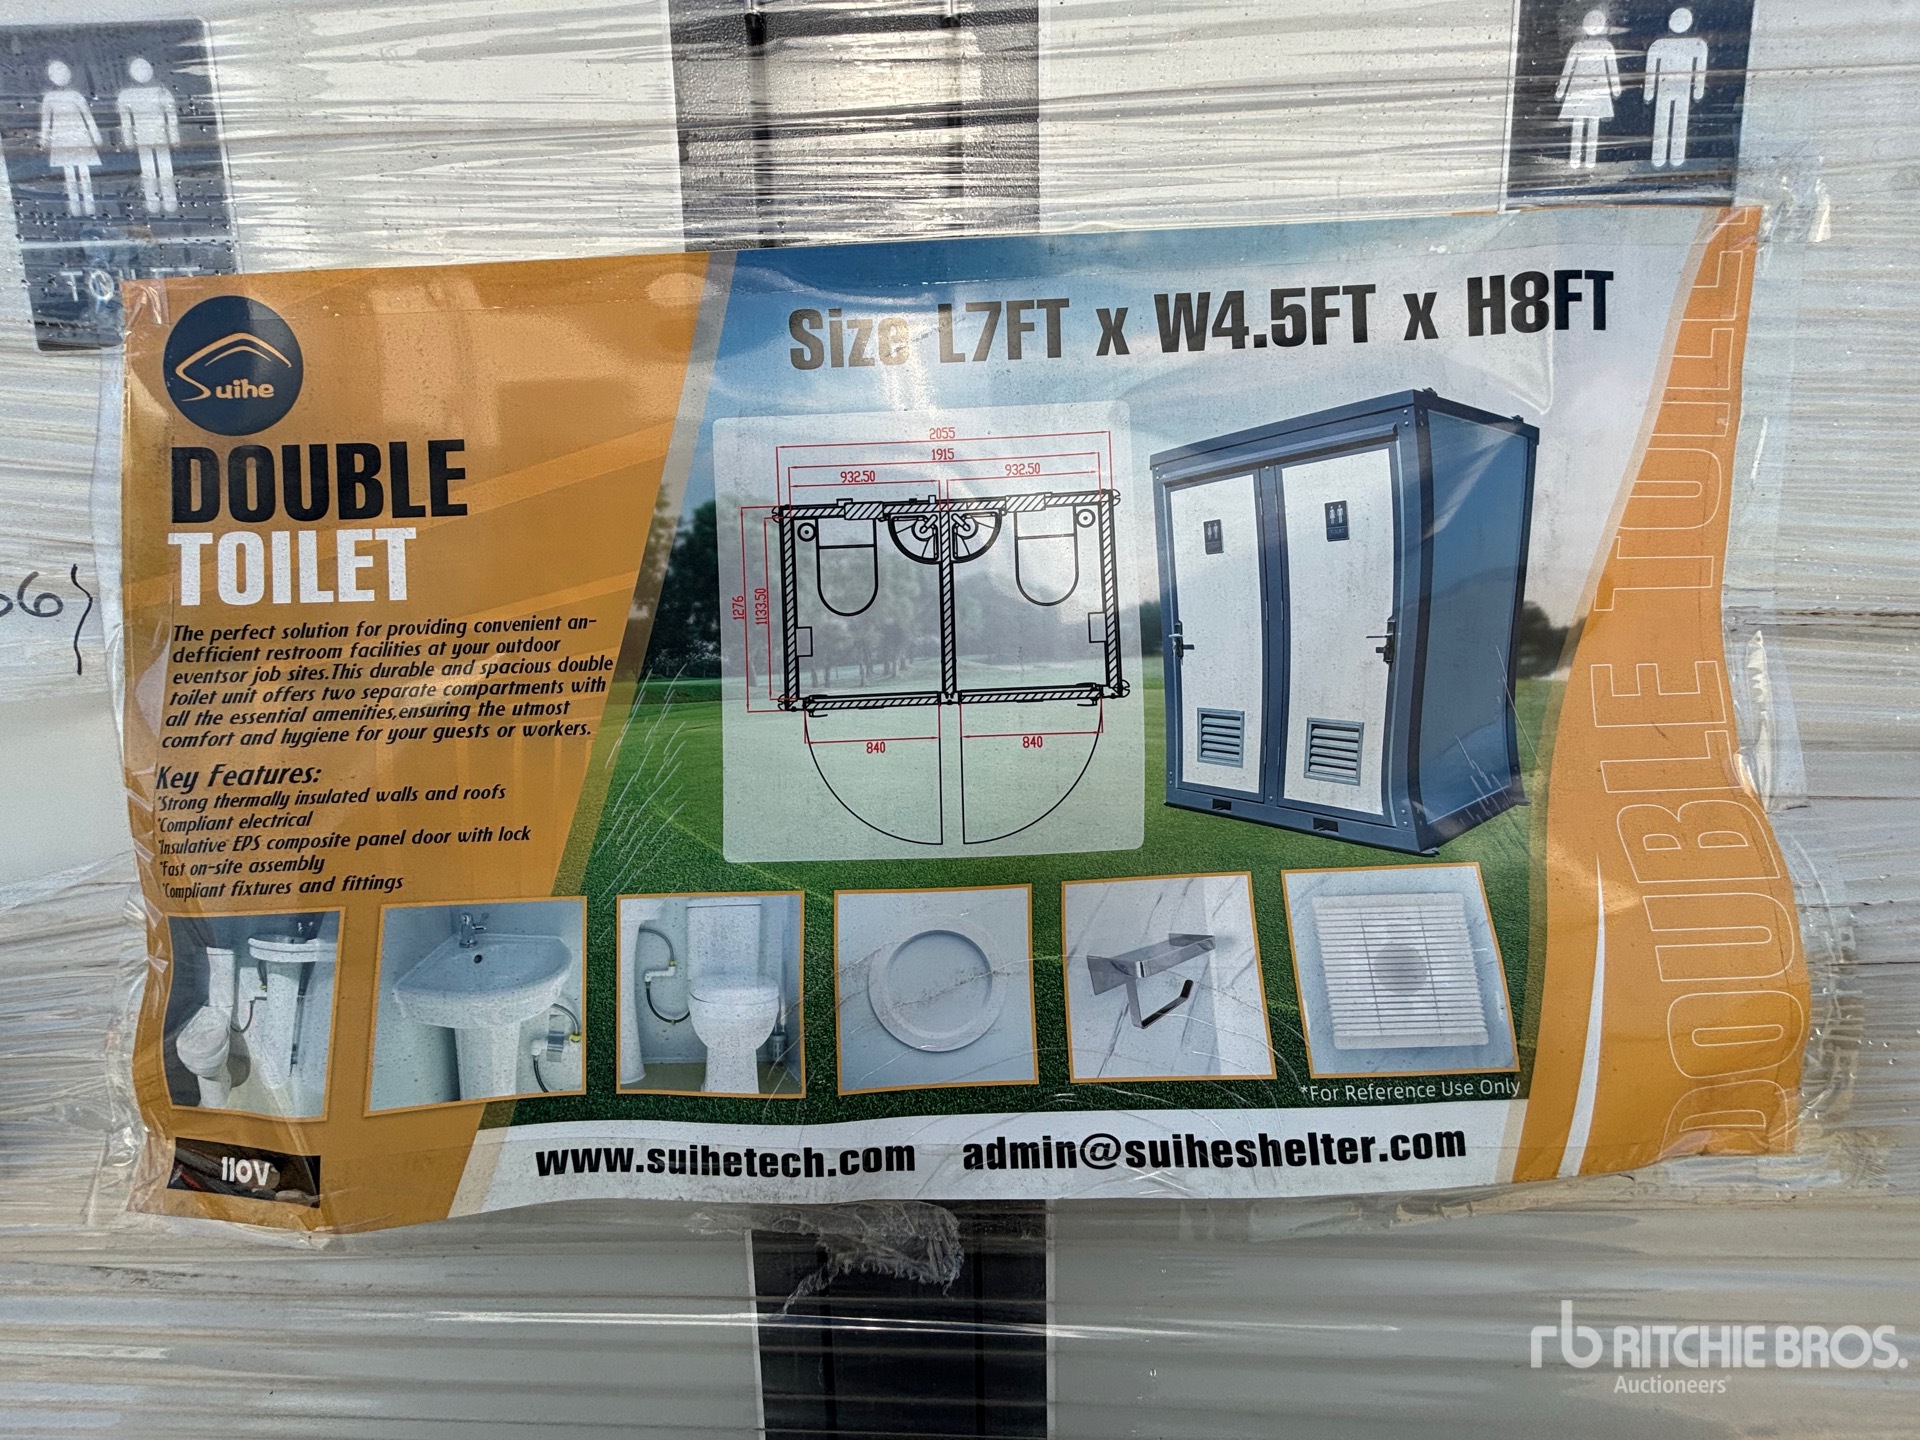 TOILET
66}
Suihe
DOUBLE
TOILET
The perfect solution for providing convenient an-
defficient restroom facilities at your outdoor
eventsor job sites.This durable and spacious double
toilet unit offers two separate compartments with
all the essential amenities,ensuring the utmost
comfort and hygiene for your guests or workers.
Key Features:
*Strong thermally insulated walls and roofs
*Compliant electrical
*Insulative EPS composite panel door with lock
*Fast on-site assembly
*Compliant fixtures and fittings
110V
Size L7FT x W4.5FT x H8FT
2055
1915
932.50 932.50
1276
1133.50
840 840
*For Reference Use Only
www.suihetech.com admin@suiheshelter.com
DOUBLE TOILET
rb RITCHIE BROS.
Auctioneers